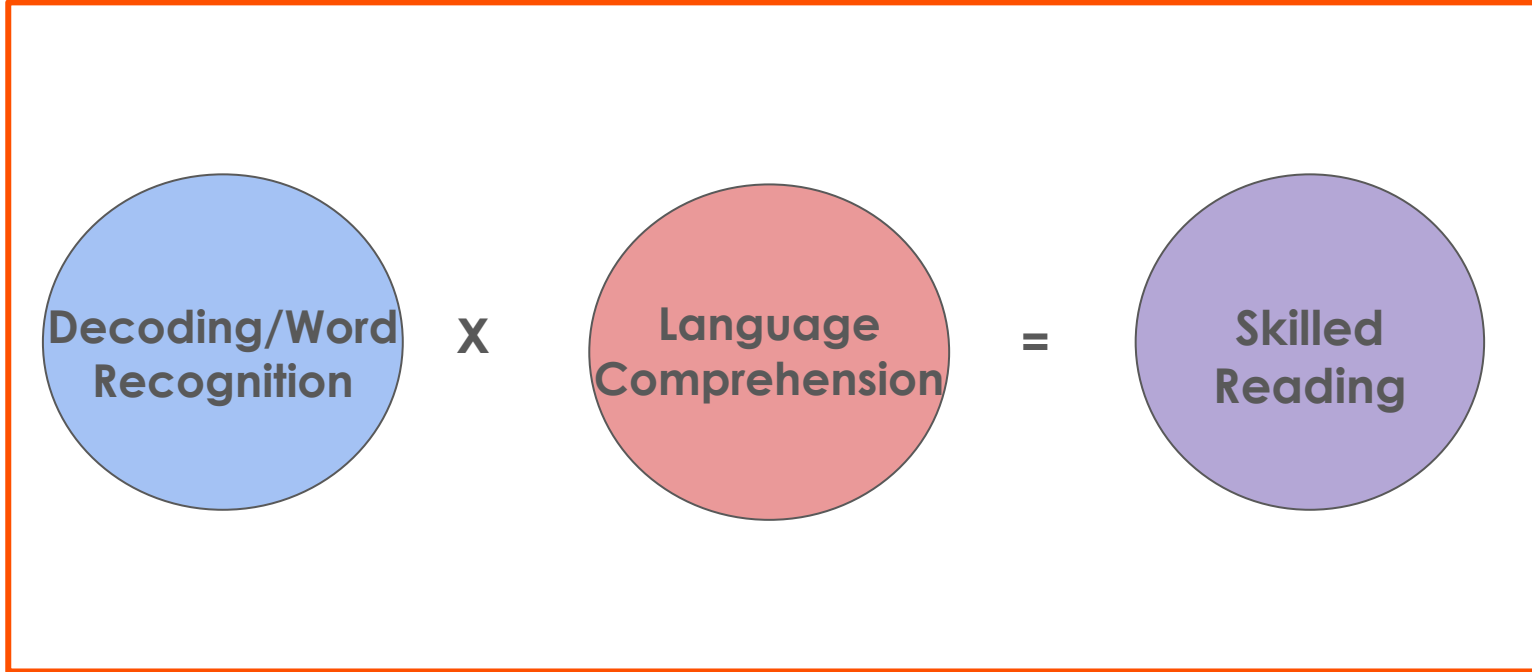 Decoding/Word
Recognition
X
Language
Comprehension
=
Skilled
Reading